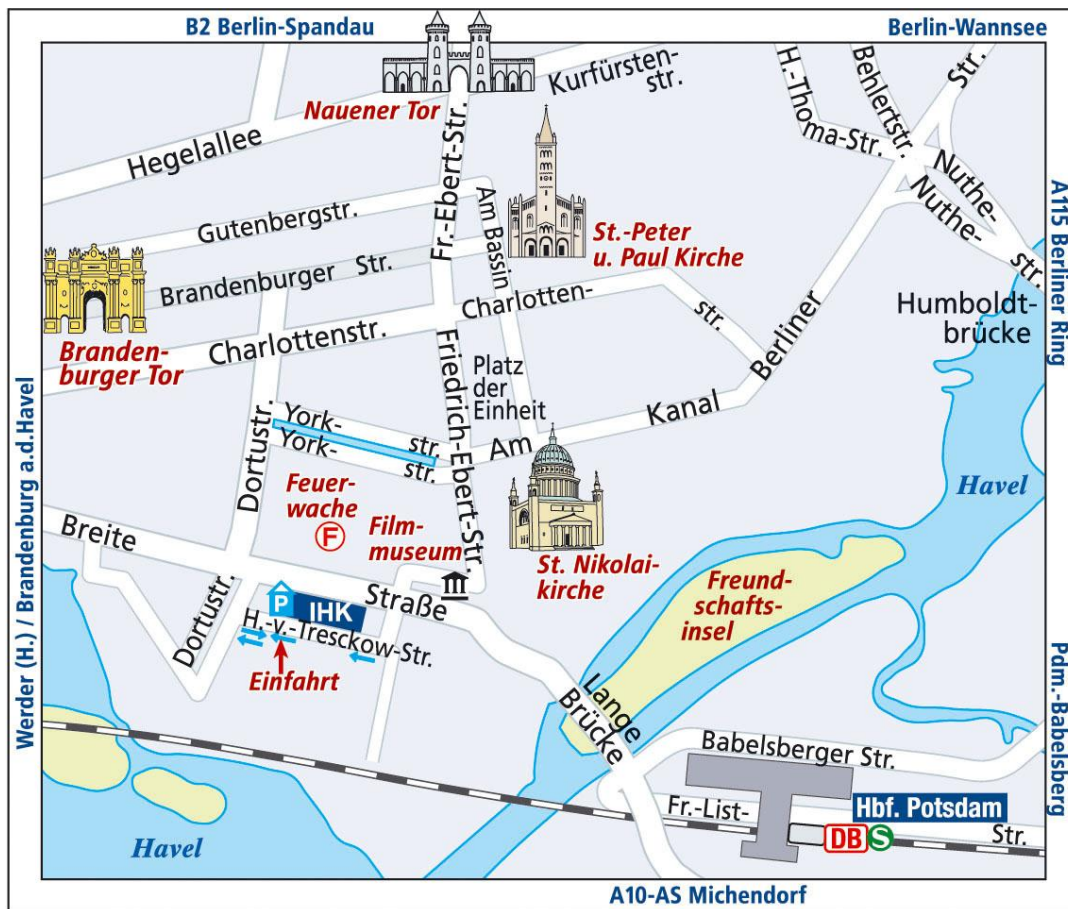 B2 Berlin-Spandau
Berlin-Wannsee
Nauener Tor
Kurfürsten-
str.
H.-Thoma-Str.
Behlertstr.
Berliner Str.
Hegelallee
Fr.-Ebert-Str.
Nuthe-
Nuthe-
str.
A115 Berliner Ring
Gutenbergstr.
Am Bassin
St.-Peter
u. Paul Kirche
Brandenburger Str.
Charlotten-
str.
Humboldt-
brücke
Branden-
burger Tor
Charlottenstr.
Friedrich-Ebert-Str.
Platz
der
Einheit
Am Kanal
York-
str.
York-
str.
Dortustr.
Werder (H.) / Brandenburg a.d.Havel
Feuer-
wache
F
Film-
museum
St. Nikolai-
kirche
Havel
Freund-
schafts-
insel
Breite
Straße
P
IHK
H.-v.-Tresckow-Str.
Dortustr.
Einfahrt
Lange
Brücke
Pdm.-Babelsberg
Babelsberger Str.
Fr.-List-
Str.
Hbf. Potsdam
DB
S
Havel
A10-AS Michendorf